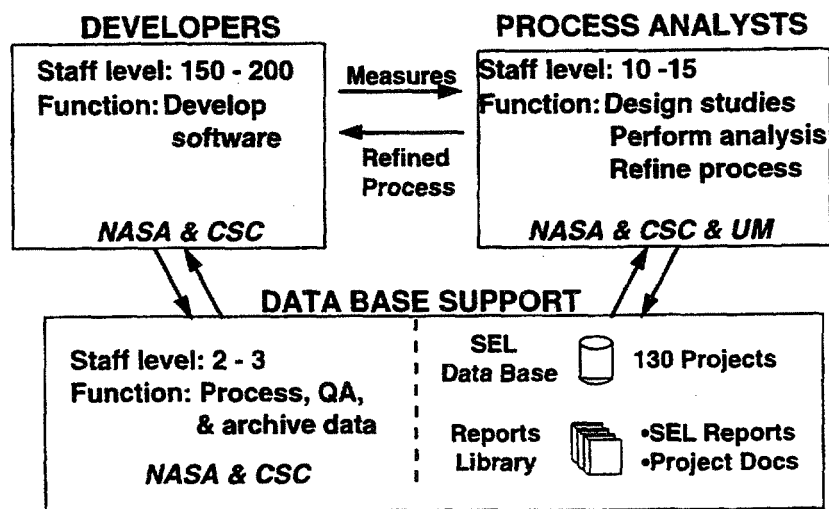 DEVELOPERS
Staff level: 150 - 200
Function: Develop
software
NASA & CSC
Measures
Refined
Process
PROCESS ANALYSTS
Staff level: 10 -15
Function: Design studies
Perform analysis
Refine process
NASA & CSC & UM
DATA BASE SUPPORT
Staff level: 2 - 3
Function: Process, QA,
& archive data
NASA & CSC
SEL
Data Base
130 Projects
Reports
Library
•SEL Reports
•Project Docs